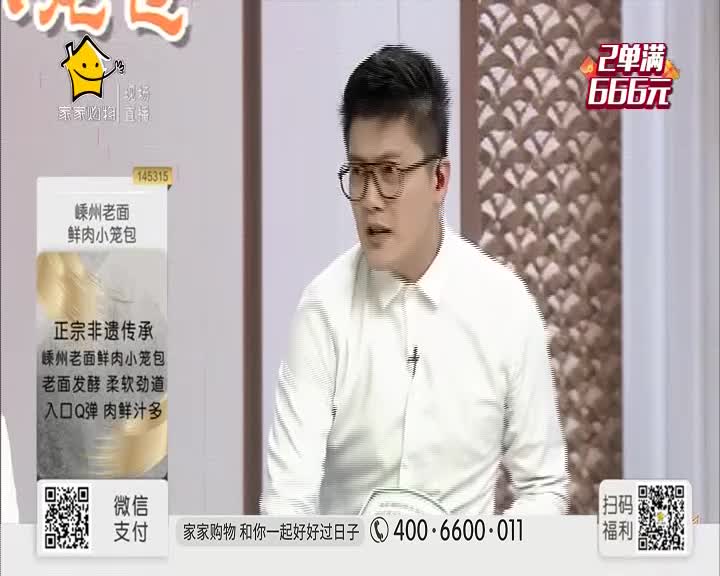 笼包
家家购物
现场
直播
2单满
666元
145315
嵊州老面
鲜肉小笼包
正宗非遗传承
嵊州老面鲜肉小笼包
老面发酵 柔软劲道
入口Q弹 肉鲜汁多
微信
支付
家家购物 和你一起好好过日子
400·6600·011
扫码
福利